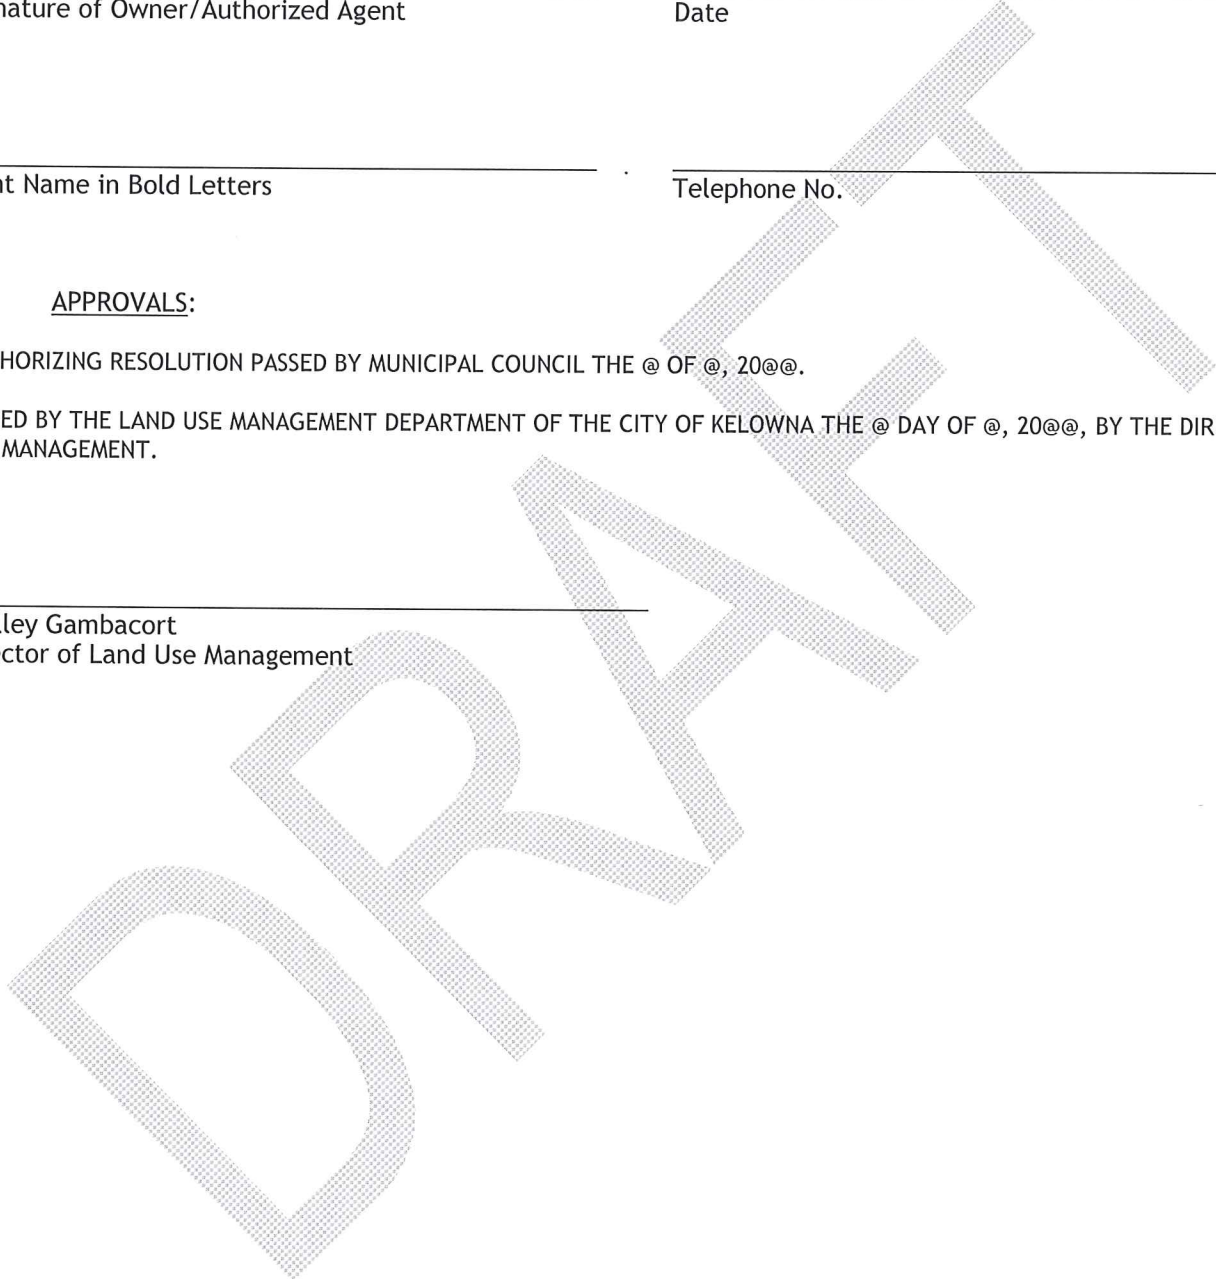 nature of Owner/Authorized Agent
Date
nt Name in Bold Letters
Telephone No.
APPROVALS:
HORIZING RESOLUTION PASSED BY MUNICIPAL COUNCIL THE @ OF @, 20@@.
ED BY THE LAND USE MANAGEMENT DEPARTMENT OF THE CITY OF KELOWNA THE @ DAY OF @, 20@@, BY THE DIR
MANAGEMENT.
lley Gambacort
ctor of Land Use Management
DRAFT